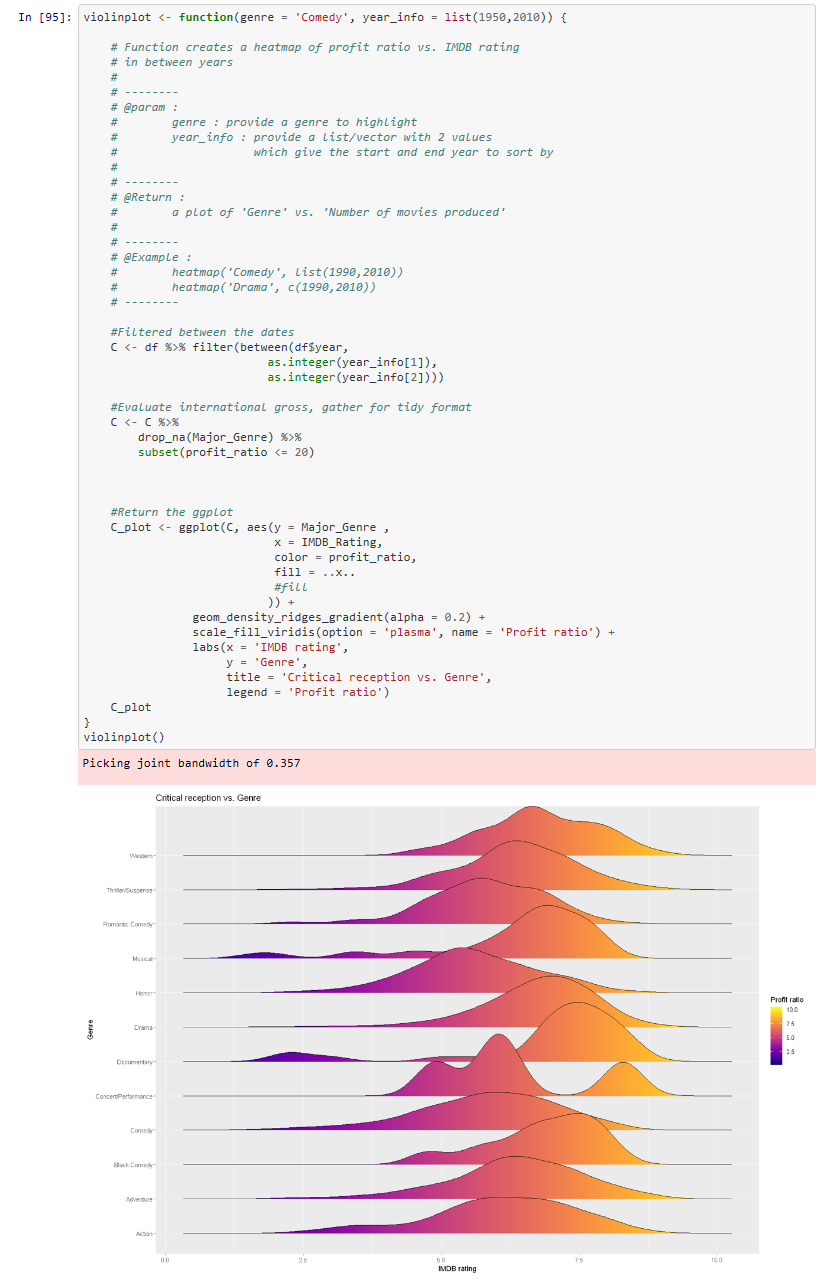 In [95]: violinplot <- function(genre = 'Comedy', year_info = list(1950,2010)) {
# Function creates a heatmap of profit ratio vs. IMDB rating
# in between years
#
# --------
# @param :
#        genre : provide a genre to highlight
#        year_info : provide a list/vector with 2 values
#                    which give the start and end year to sort by
#
# --------
# @Return :
#        a plot of 'Genre' vs. 'Number of movies produced'
#
# --------
# @Example :
#        heatmap('Comedy', list(1990,2010))
#        heatmap('Drama', c(1990,2010))
# --------
#Filtered between the dates
C <- df %>% filter(between(df$year,
as.integer(year_info[1]),
as.integer(year_info[2])))
#Evaluate international gross, gather for tidy format
C <- C %>%
drop_na(Major_Genre) %>%
subset(profit_ratio <= 20)
#Return the ggplot
C_plot <- ggplot(C, aes(y = Major_Genre ,
x = IMDB_Rating,
color = profit_ratio,
fill = ..x..
#fill
)) +
geom_density_ridges_gradient(alpha = 0.2) +
scale_fill_viridis(option = 'plasma', name = 'Profit ratio') +
labs(x = 'IMDB rating',
y = 'Genre',
title = 'Critical reception vs. Genre',
legend = 'Profit ratio')
C_plot
}
violinplot()
Picking joint bandwidth of 0.357
Critical reception vs. Genre
Western
Thriller/Suspense
Romantic Comedy
Musical
Horror
Drama
Documentary
Concert/Performance
Comedy
Black Comedy
Adventure
Action
Genre
0.0 2.5 5.0 7.5 10.0
IMDB rating
Profit ratio
10.0
7.5
5.0
2.5